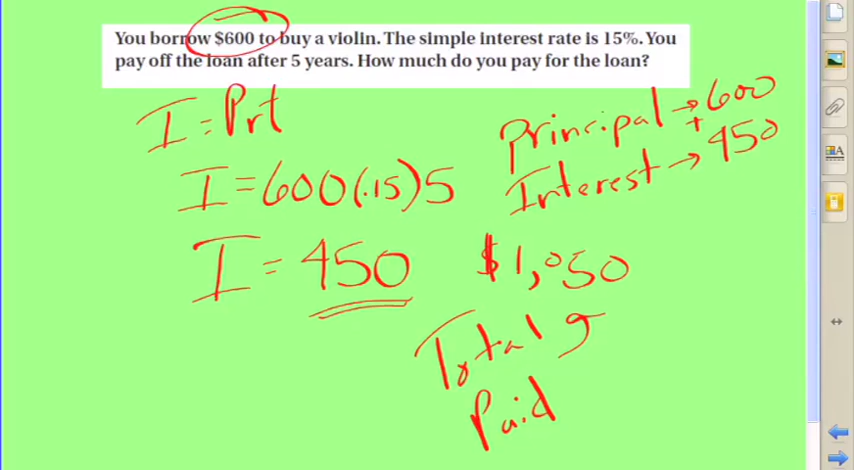 You borrow $600 to buy a violin. The simple interest rate is 15%. You
pay off the loan after 5 years. How much do you pay for the loan?
I = Prt
I = 600(.15)5
I = 450
Principal → 600
+
Interest → 450
$1,050
Total
Paid